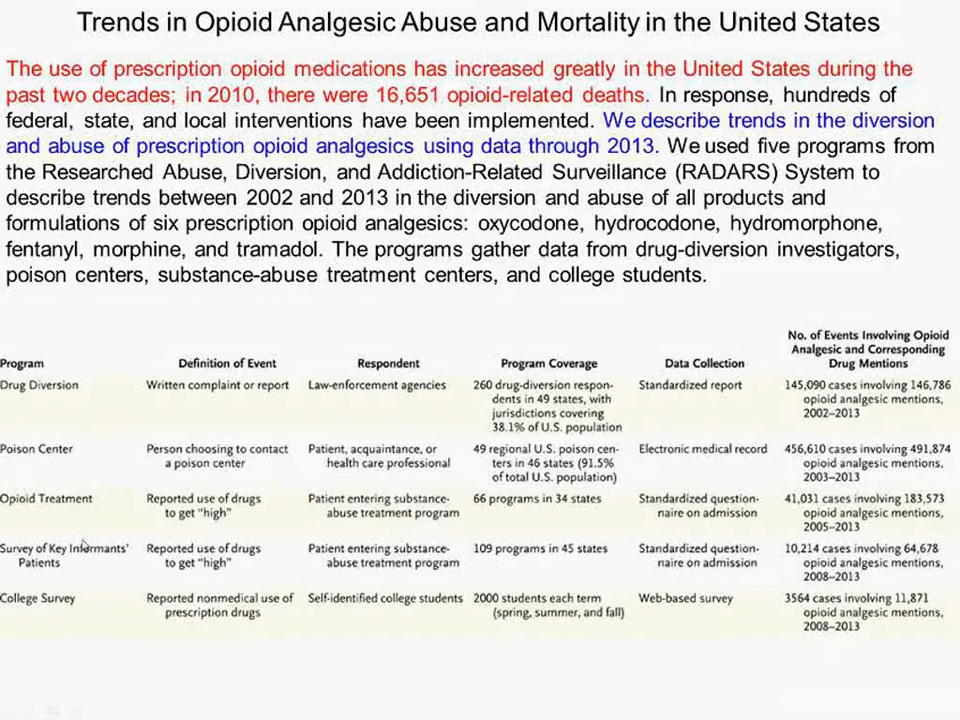 Trends in Opioid Analgesic Abuse and Mortality in the United States
The use of prescription opioid medications has increased greatly in the United States during the
past two decades; in 2010, there were 16,651 opioid-related deaths. In response, hundreds of
federal, state, and local interventions have been implemented. We describe trends in the diversion
and abuse of prescription opioid analgesics using data through 2013. We used five programs from
the Researched Abuse, Diversion, and Addiction-Related Surveillance (RADARS) System to
describe trends between 2002 and 2013 in the diversion and abuse of all products and
formulations of six prescription opioid analgesics: oxycodone, hydrocodone, hydromorphone,
fentanyl, morphine, and tramadol. The programs gather data from drug-diversion investigators,
poison centers, substance-abuse treatment centers, and college students.
No. of Events Involving Opioid
Analgesic and Corresponding
Program Definition of Event Respondent Program Coverage Data Collection Drug Mentions
Drug Diversion Written complaint or report Law-enforcement agencies 260 drug-diversion respon- Standardized report 145,090 cases involving 146,786
dents in 49 states, with opioid analgesic mentions,
jurisdictions covering 2002–2013
38.1% of U.S. population
Poison Center Person choosing to contact Patient, acquaintance, or 49 regional U.S. poison cen- Electronic medical record 456,610 cases involving 491,874
a poison center health care professional ters in 46 states (91.5% opioid analgesic mentions,
of total U.S. population) 2003–2013
Opioid Treatment Reported use of drugs Patient entering substance- 66 programs in 34 states Standardized question- 41,031 cases involving 183,573
to get “high” abuse treatment program naire on admission opioid analgesic mentions,
2005–2013
Survey of Key Informants’ Reported use of drugs Patient entering substance- 109 programs in 45 states Standardized question- 10,214 cases involving 64,678
Patients to get “high” abuse treatment program naire on admission opioid analgesic mentions,
2008–2013
College Survey Reported nonmedical use of Self-identified college students 2000 students each term Web-based survey 3564 cases involving 11,871
prescription drugs (spring, summer, and fall) opioid analgesic mentions,
2008–2013